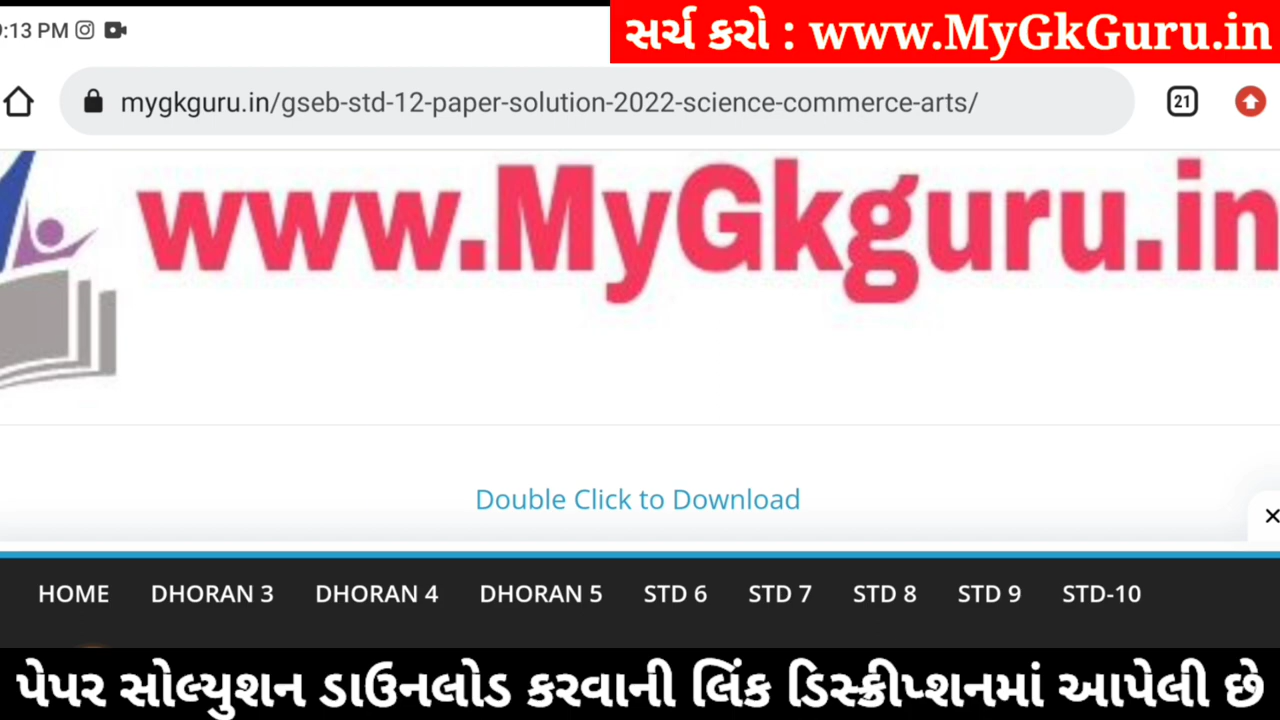 9:13 PM
સર્ચ કરો : www.MyGkGuru.in
mygkguru.in/gseb-std-12-paper-solution-2022-science-commerce-arts/
21
www.MyGkguru.in
Double Click to Download
HOME DHORAN 3 DHORAN 4 DHORAN 5 STD 6 STD 7 STD 8 STD 9 STD-10
પેપર સોલ્યુશન ડાઉનલોડ કરવાની લિંક ડિસ્ક્રીપ્શનમાં આપેલી છે